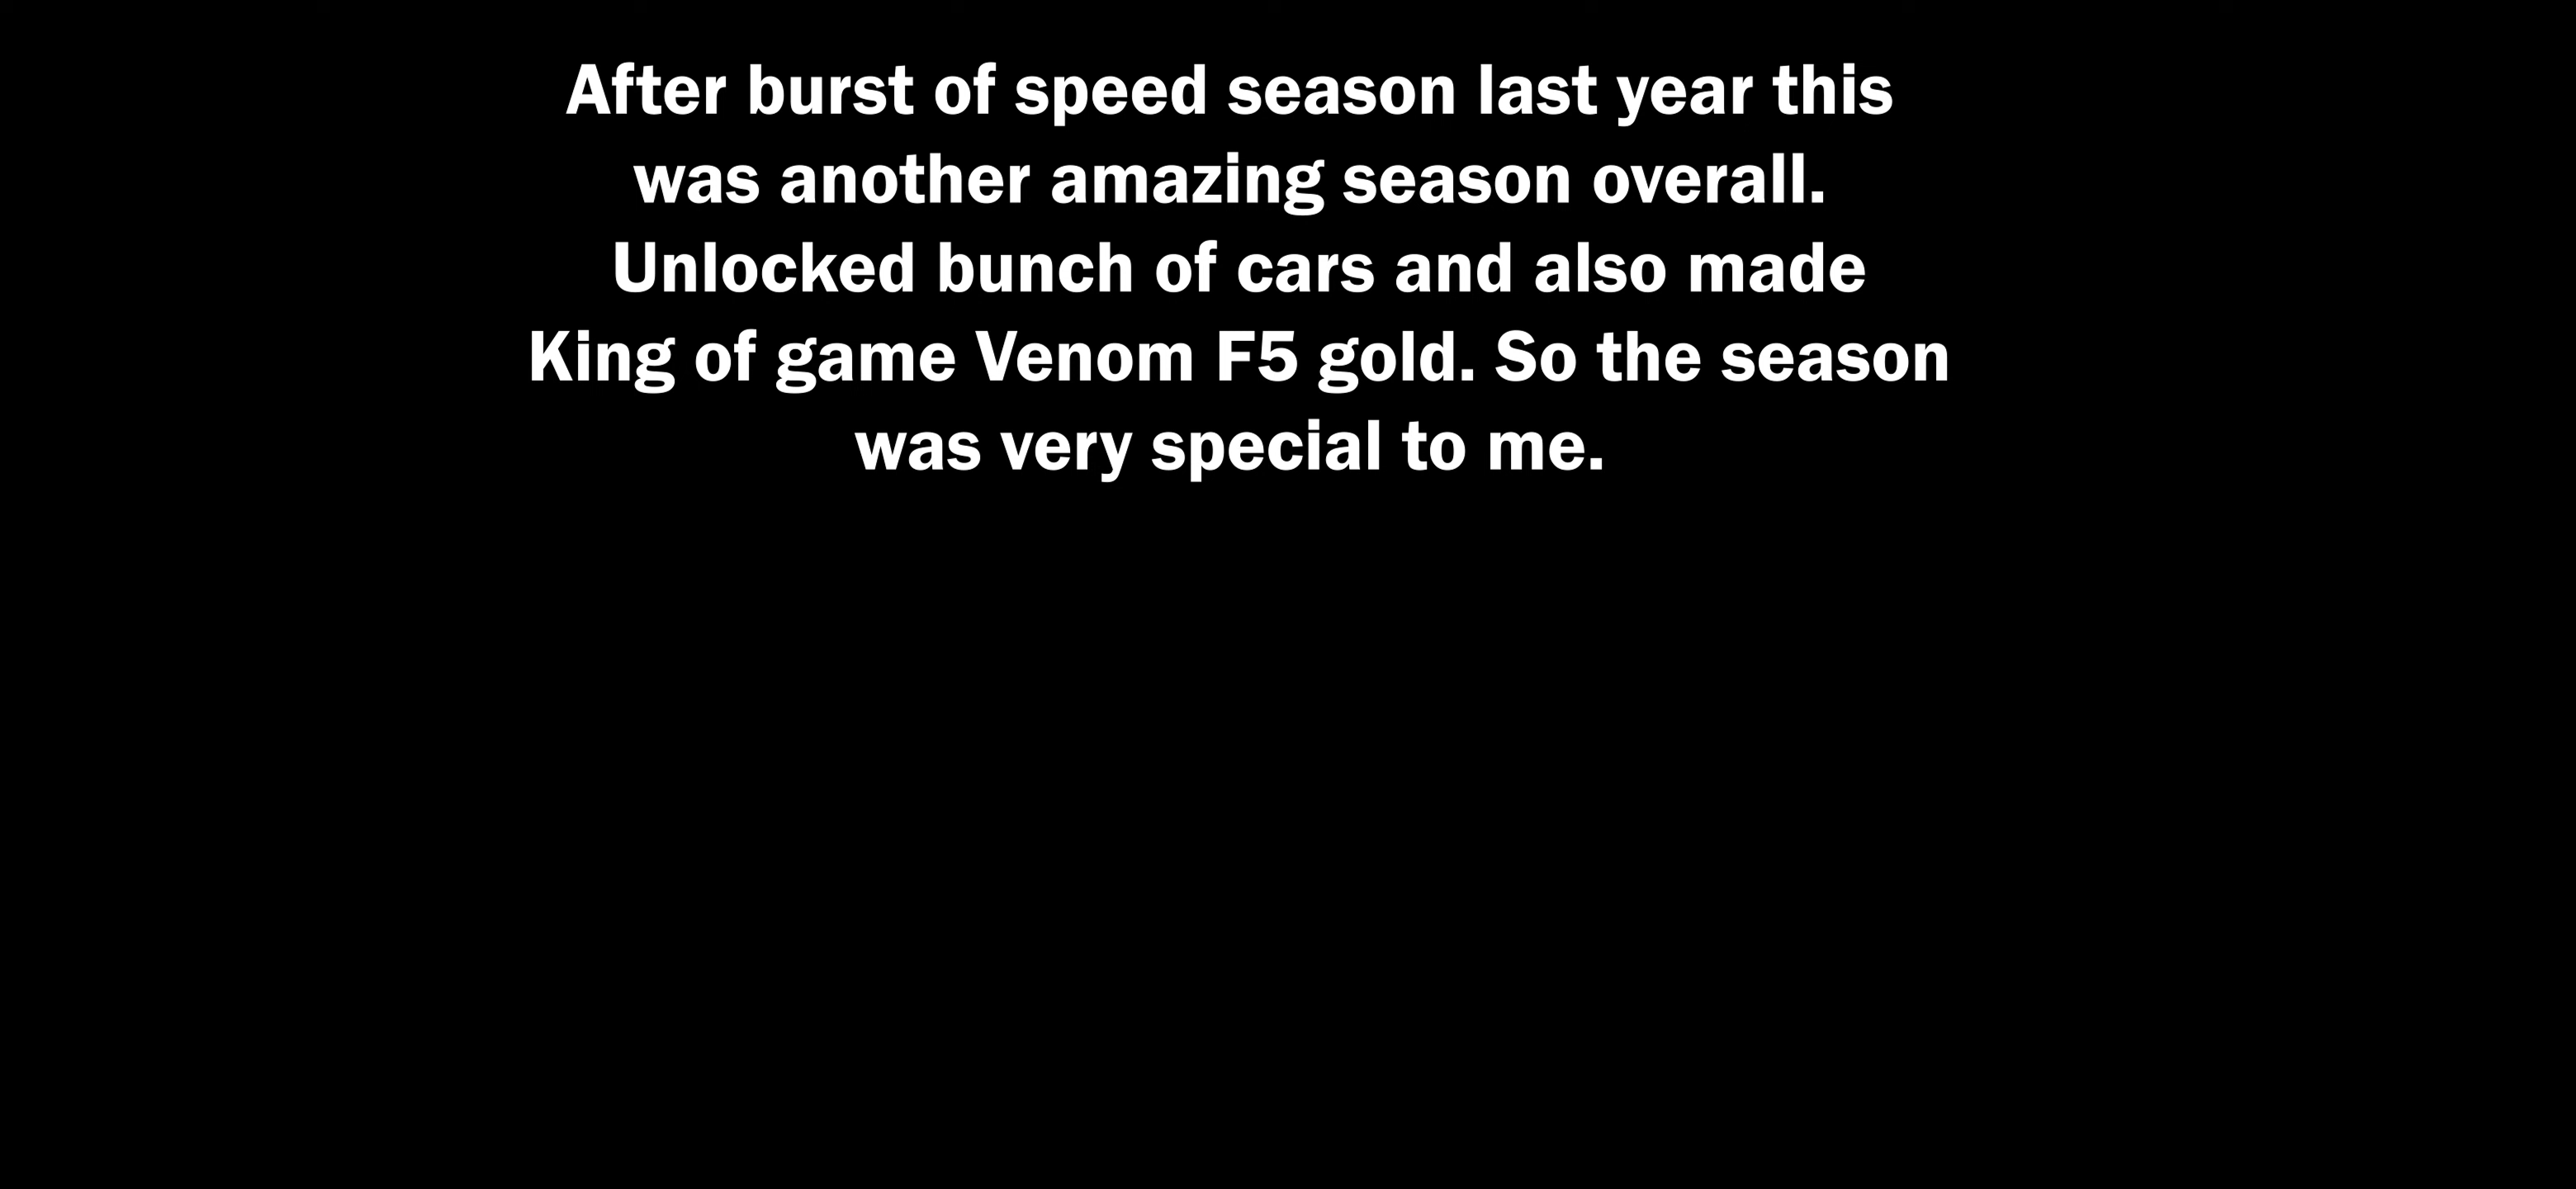 After burst of speed season last year this
was another amazing season overall.
Unlocked bunch of cars and also made
King of game Venom F5 gold. So the season
was very special to me.